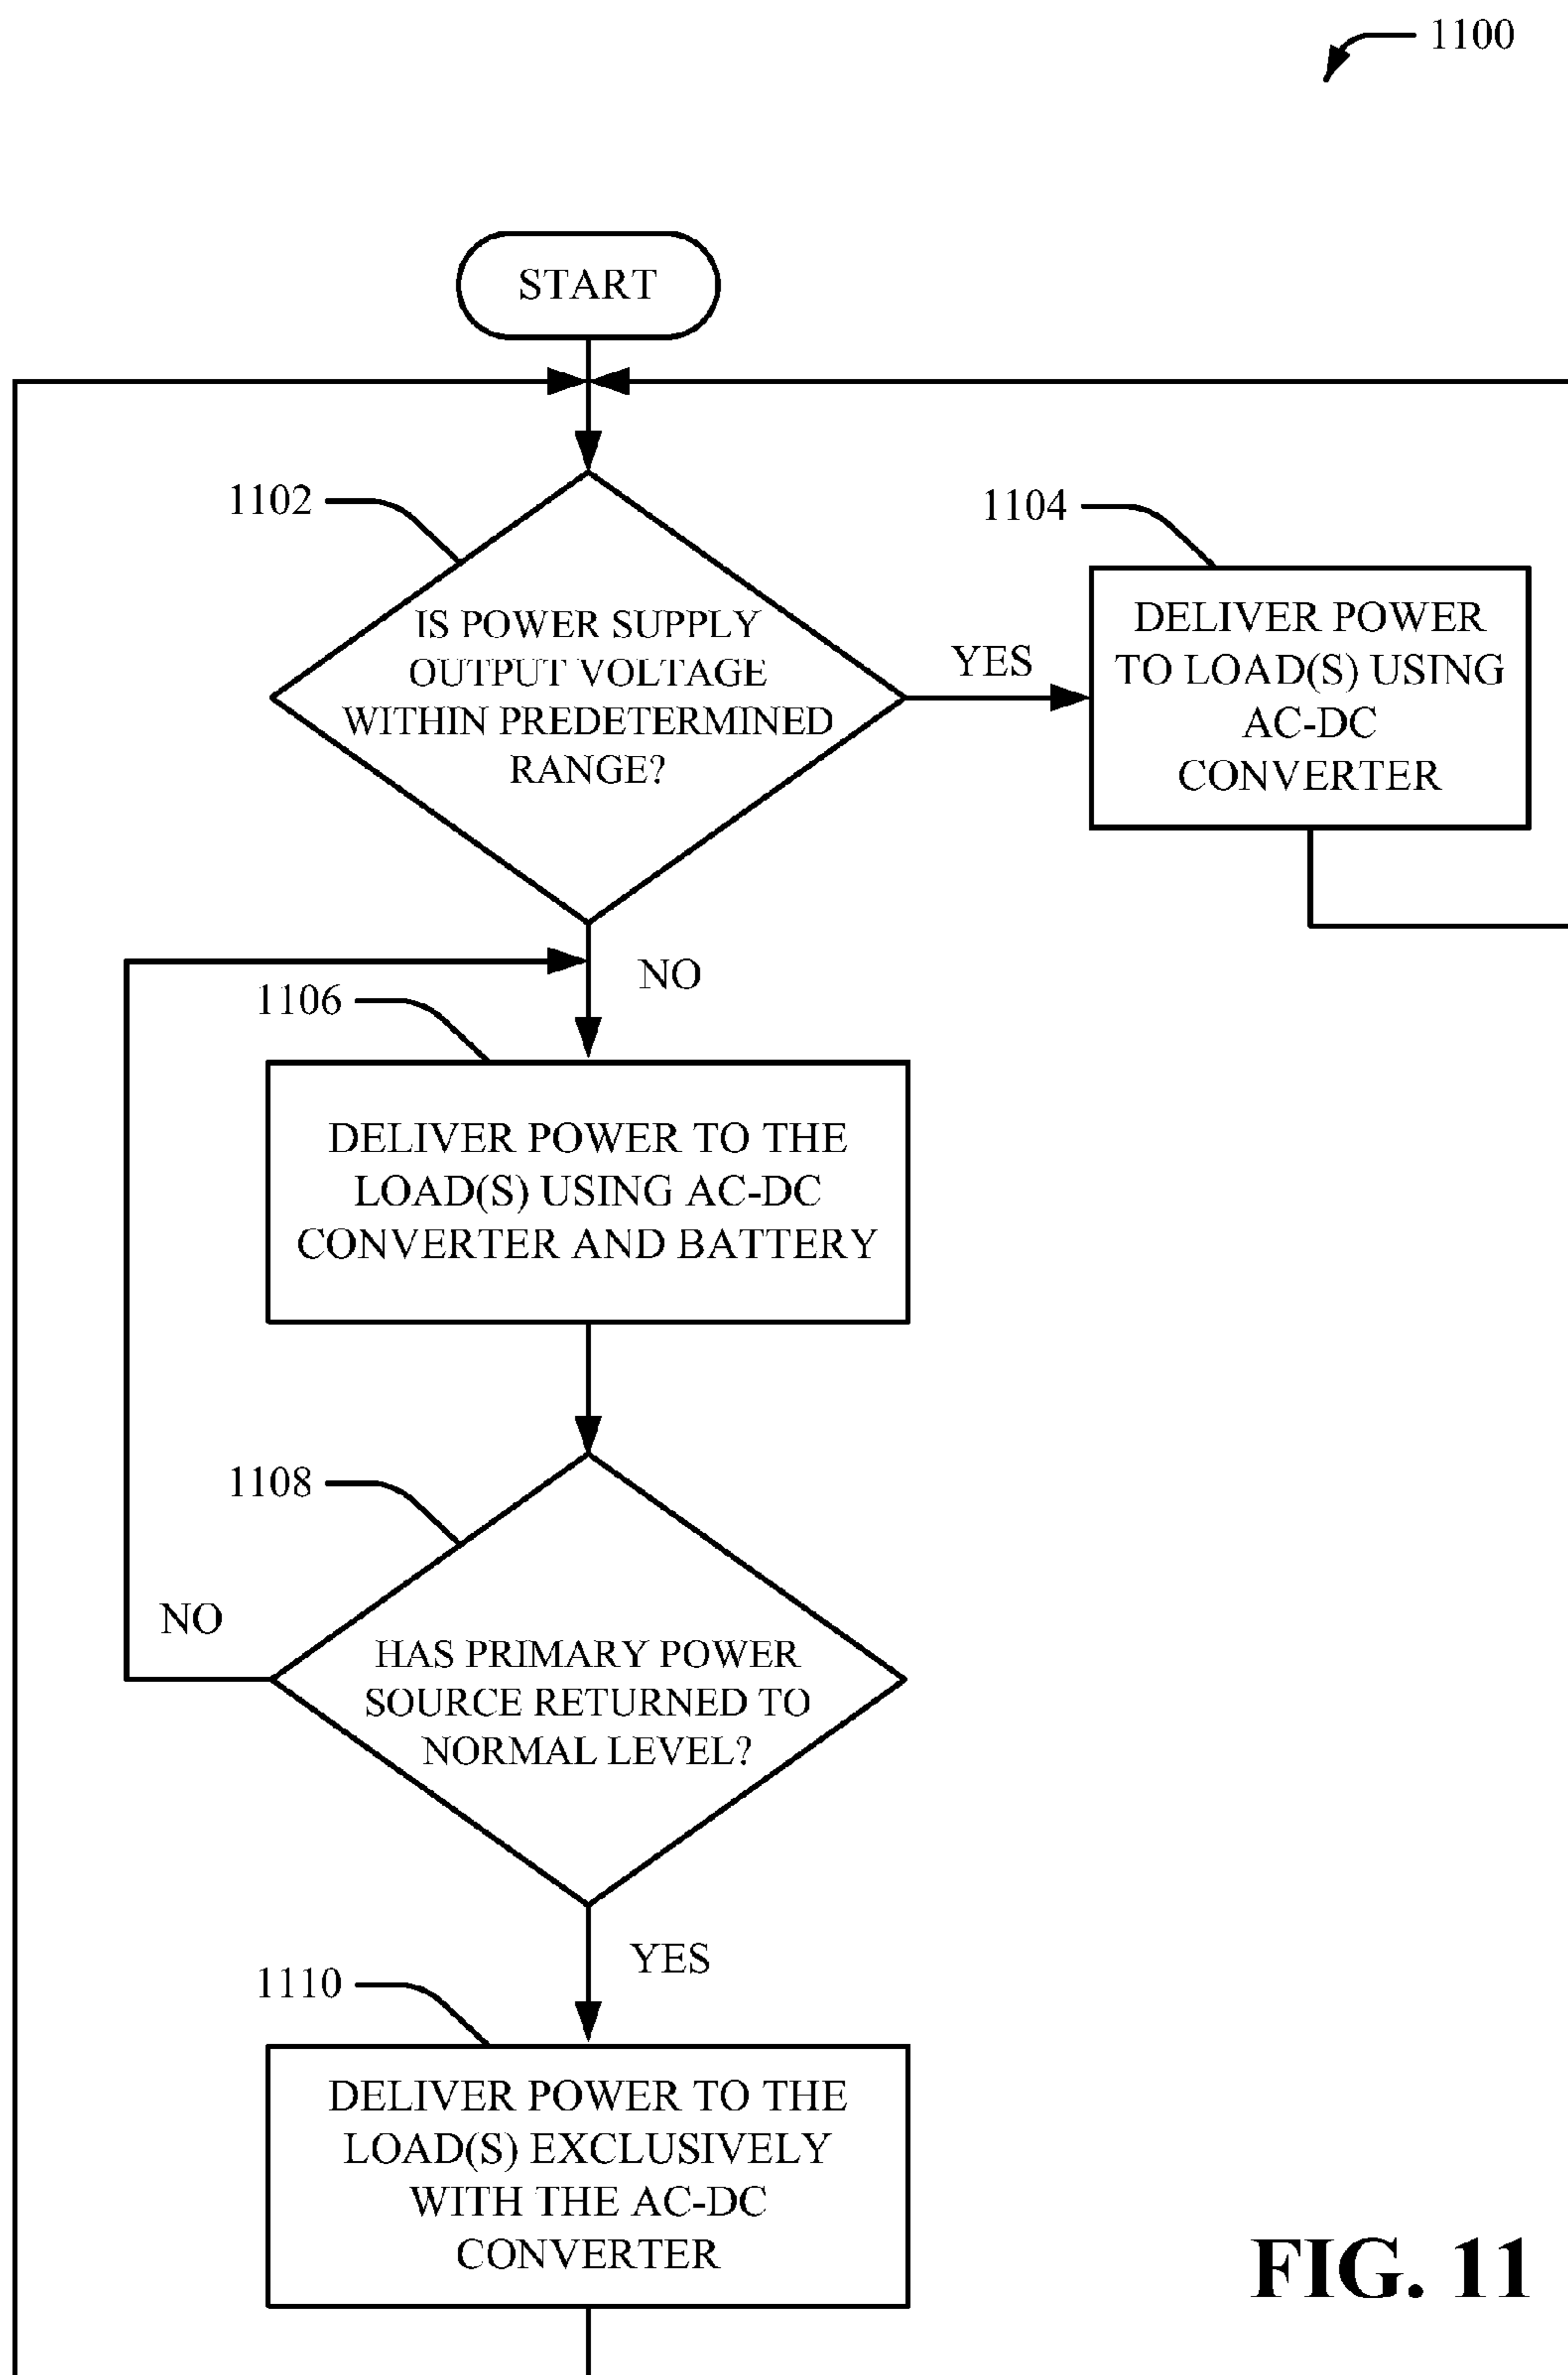 1100
START
1102
IS POWER SUPPLY
OUTPUT VOLTAGE
WITHIN PREDETERMINED
RANGE?
YES
1104
DELIVER POWER
TO LOAD(S) USING
AC-DC
CONVERTER
NO
1106
DELIVER POWER TO THE
LOAD(S) USING AC-DC
CONVERTER AND BATTERY
1108
NO
HAS PRIMARY POWER
SOURCE RETURNED TO
NORMAL LEVEL?
YES
1110
DELIVER POWER TO THE
LOAD(S) EXCLUSIVELY
WITH THE AC-DC
CONVERTER
FIG. 11